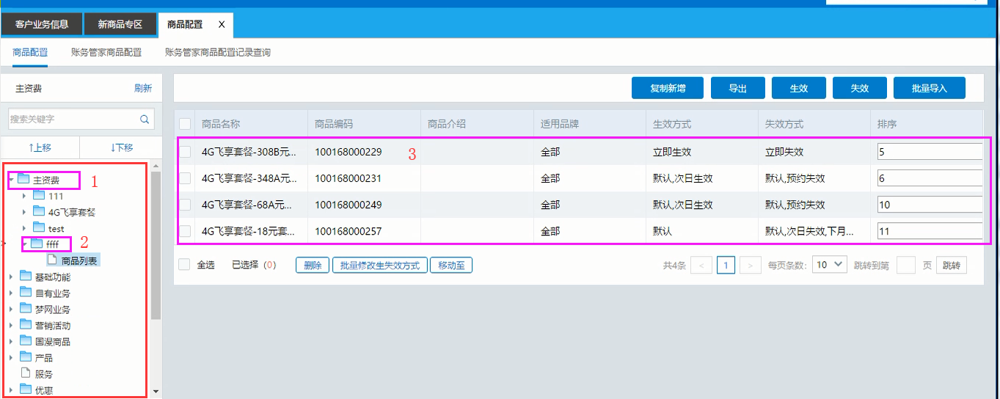 客户业务信息 新商品专区 商品配置 X
商品配置 账务管家商品配置 账务管家商品配置记录查询
主资费 刷新
复制新增 导出 生效 失效 批量导入
搜索关键字
↑上移 ↓下移
商品名称 商品编码 商品介绍 适用品牌 生效方式 失效方式 排序
4G飞享套餐-308B元... 100168000229 3 全部 立即生效 立即失效 5
4G飞享套餐-348A元... 100168000231 全部 默认,次日生效 默认,预约失效 6
4G飞享套餐-68A元... 100168000249 全部 默认,次日生效 默认,预约失效 10
4G飞享套餐-18元套... 100168000257 全部 默认 默认,次日失效,下月... 11
主资费 1
111
4G飞享套餐
test
ffff 2
商品列表
基础功能
自有业务
梦网业务
营销活动
国漫商品
产品
服务
优惠
全选 已选择 (0) 删除 批量修改生失效方式 移动至 共4条 < 1 > 每页条数: 10 跳转到第 页 跳转